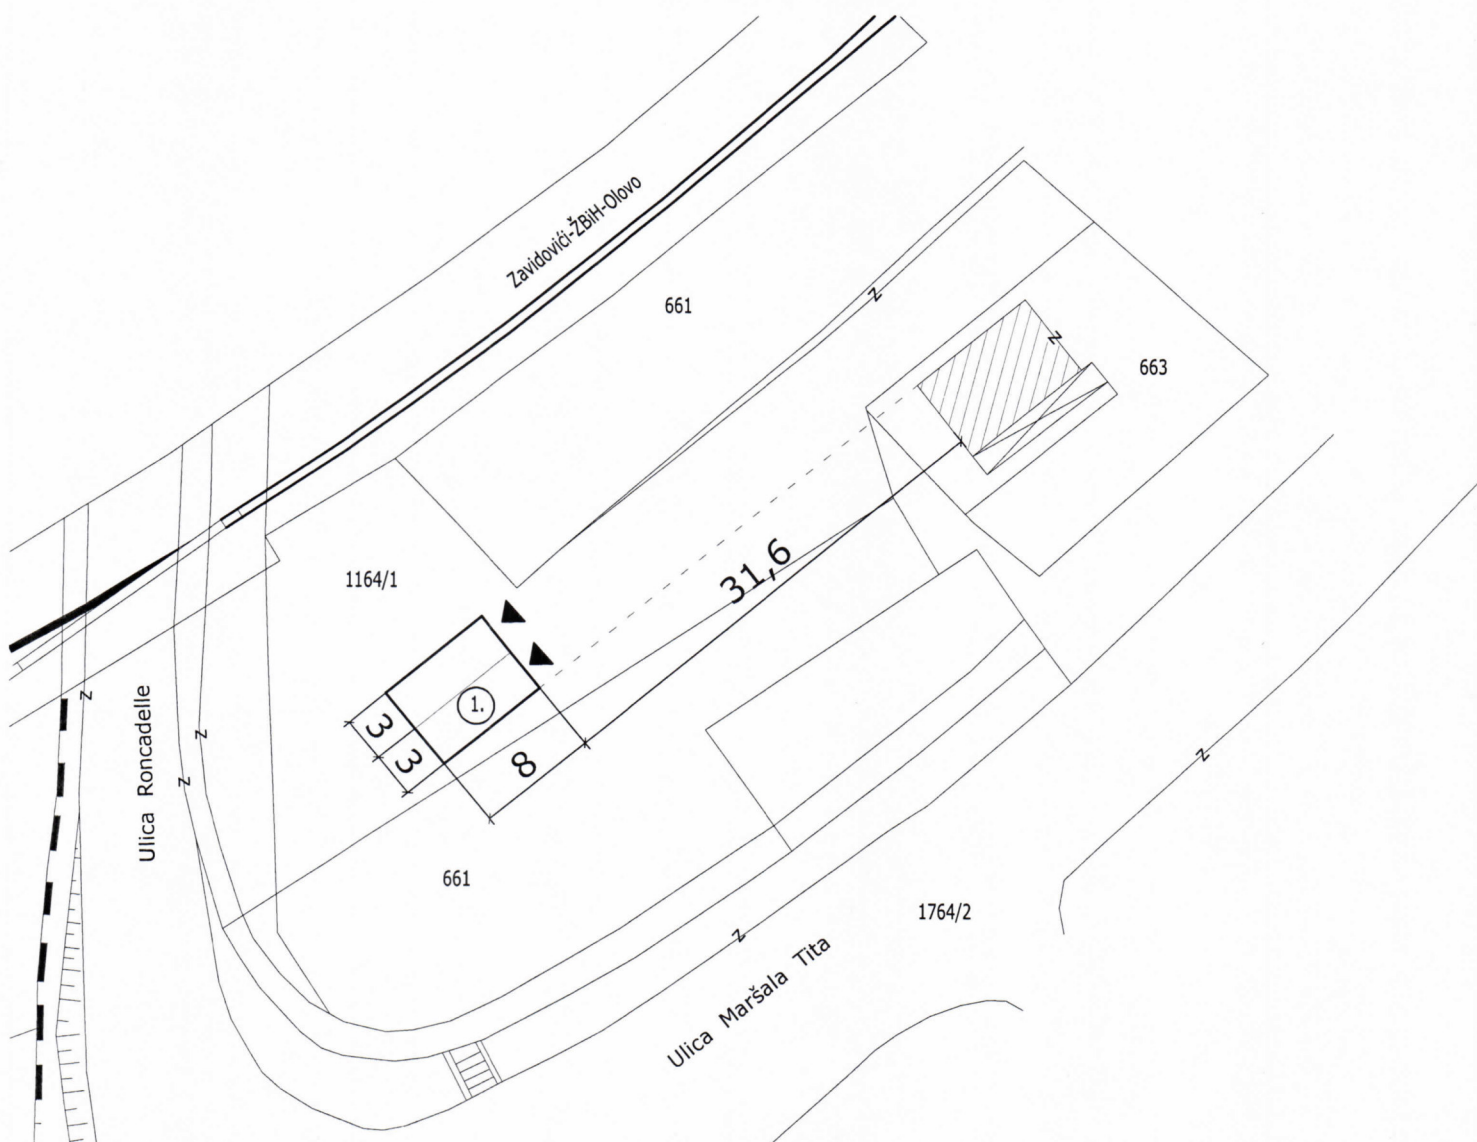 Zavidovići-ŽBiH-Olovo
661
z
z
663
1164/1
31,6
1.
3
3
8
z
z
z
Ulica Roncadelle
661
1764/2
z
z
Ulica Maršala Tita